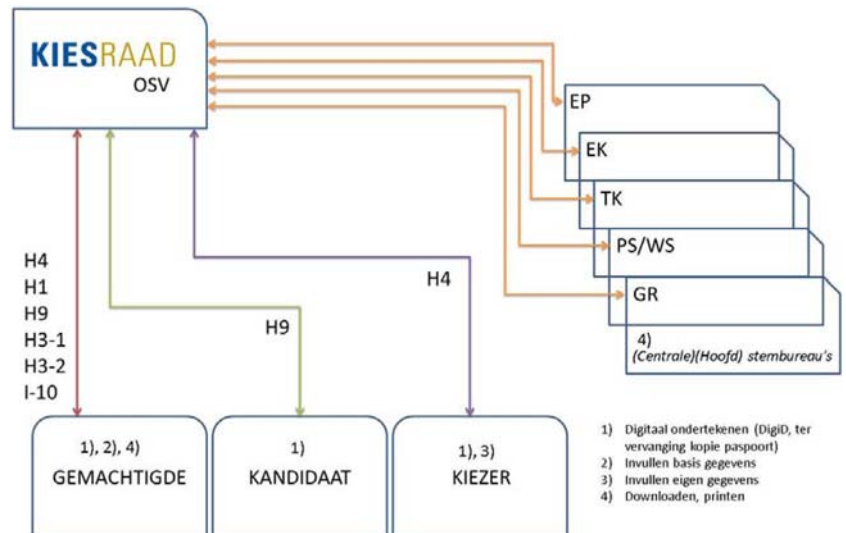 KIESRAAD
OSV
EP
EK
TK
PS/WS
GR
4)
(Centrale)(Hoofd) stembureau's
H4
H1
H9
H3-1
H3-2
I-10
H9
H4
1), 2), 4)
GEMACHTIGDE
1)
KANDIDAAT
1), 3)
KIEZER
1) Digitaal ondertekenen (DigiD, ter
vervanging kopie paspoort)
2) Invullen basis gegevens
3) Invullen eigen gegevens
4) Downloaden, printen